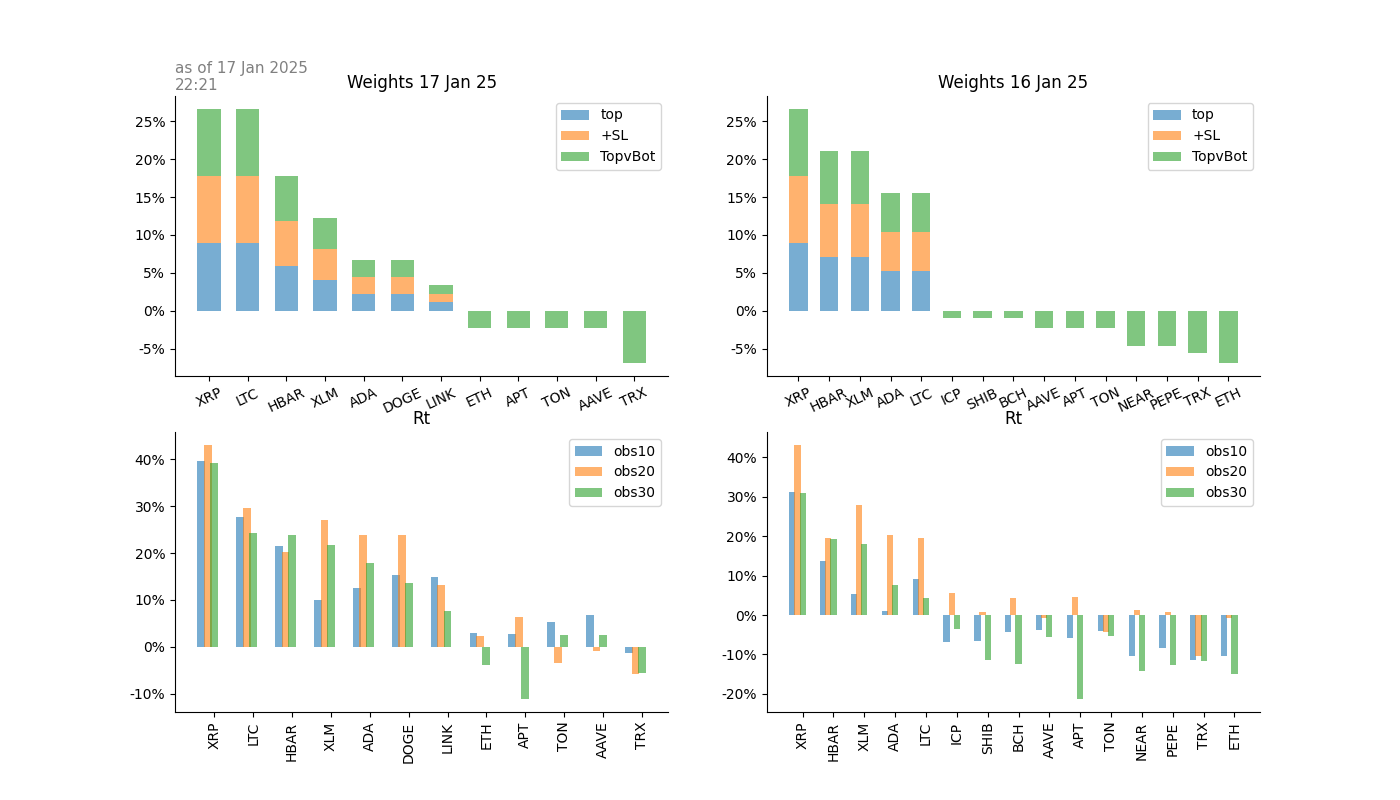 as of 17 Jan 2025
22:21
Weights 17 Jan 25
25%
20%
15%
10%
5%
0%
-5%
top
+SL
TopvBot
XRP LTC HBAR XLM ADA DOGE LINK ETH APT TON AAVE TRX
Weights 16 Jan 25
25%
20%
15%
10%
5%
0%
-5%
top
+SL
TopvBot
XRP HBAR XLM ADA LTC ICP SHIB BCH AAVE APT TON NEAR PEPE TRX ETH
Rt
40%
30%
20%
10%
0%
-10%
obs10
obs20
obs30
XRP LTC HBAR XLM ADA DOGE LINK ETH APT TON AAVE TRX
Rt
40%
30%
20%
10%
0%
-10%
-20%
obs10
obs20
obs30
XRP HBAR XLM ADA LTC ICP SHIB BCH AAVE APT TON NEAR PEPE TRX ETH